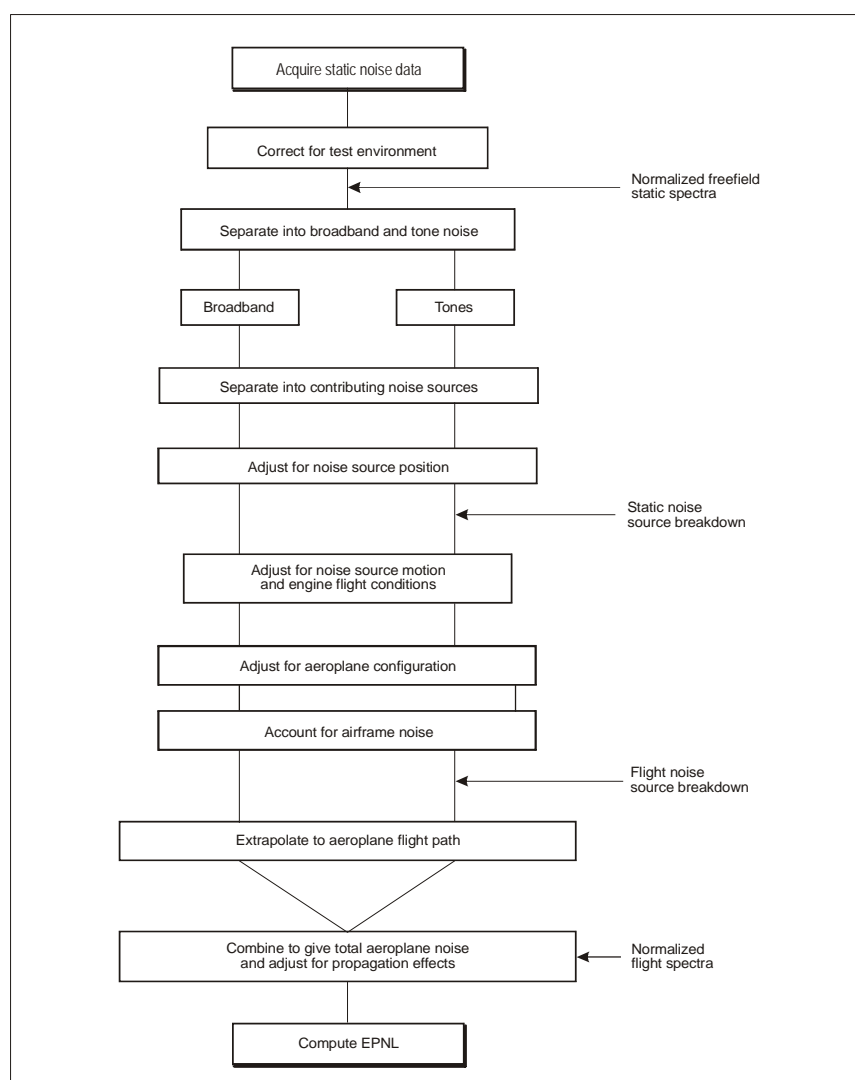 Acquire static noise data
Correct for test environment
Normalized freefield
static spectra
Separate into broadband and tone noise
Broadband
Tones
Separate into contributing noise sources
Adjust for noise source position
Static noise
source breakdown
Adjust for noise source motion
and engine flight conditions
Adjust for aeroplane configuration
Account for airframe noise
Flight noise
source breakdown
Extrapolate to aeroplane flight path
Combine to give total aeroplane noise
and adjust for propagation effects
Normalized
flight spectra
Compute EPNL